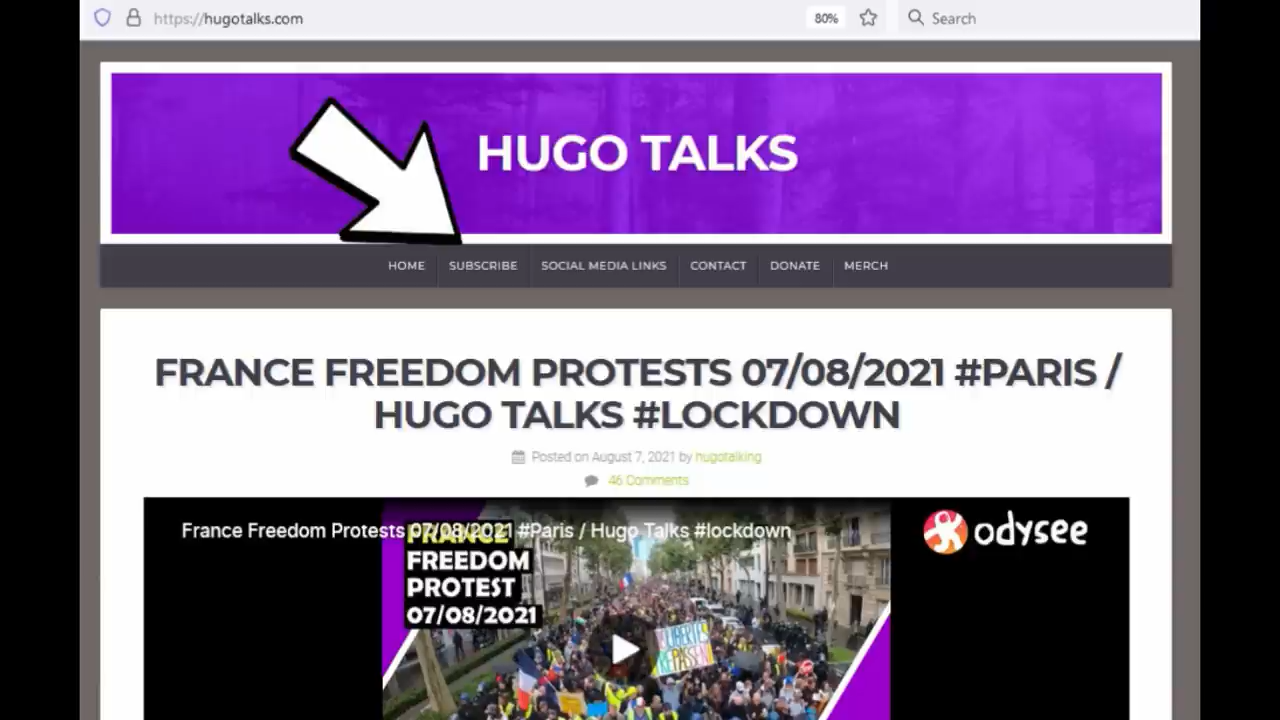 https://hugotalks.com 80% Search
HUGO TALKS
HOME SUBSCRIBE SOCIAL MEDIA LINKS CONTACT DONATE MERCH
FRANCE FREEDOM PROTESTS 07/08/2021 #PARIS /
HUGO TALKS #LOCKDOWN
Posted on August 7, 2021 by hugotalking
46 Comments
France Freedom Protests 07/08/2021 #Paris / Hugo Talks #lockdown
odysee
FRANCE
FREEDOM
PROTEST
07/08/2021